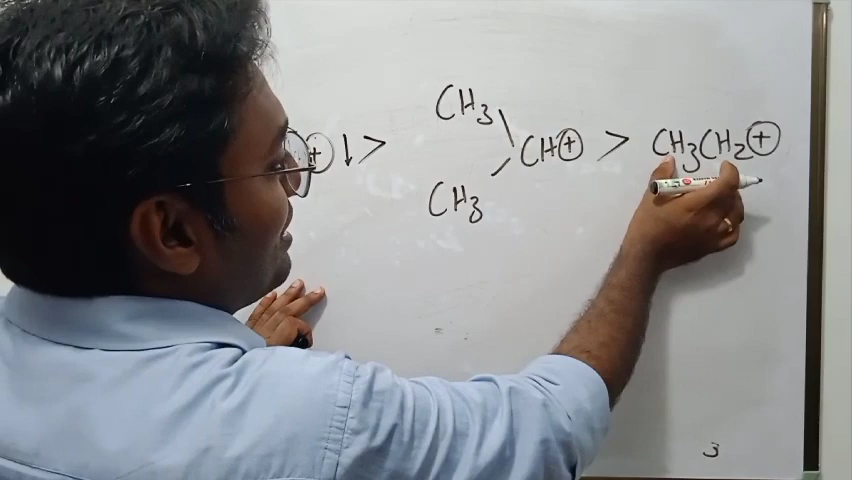 CH3
⊕ ↓ > CH⊕ > CH3CH2⊕
CH3
3